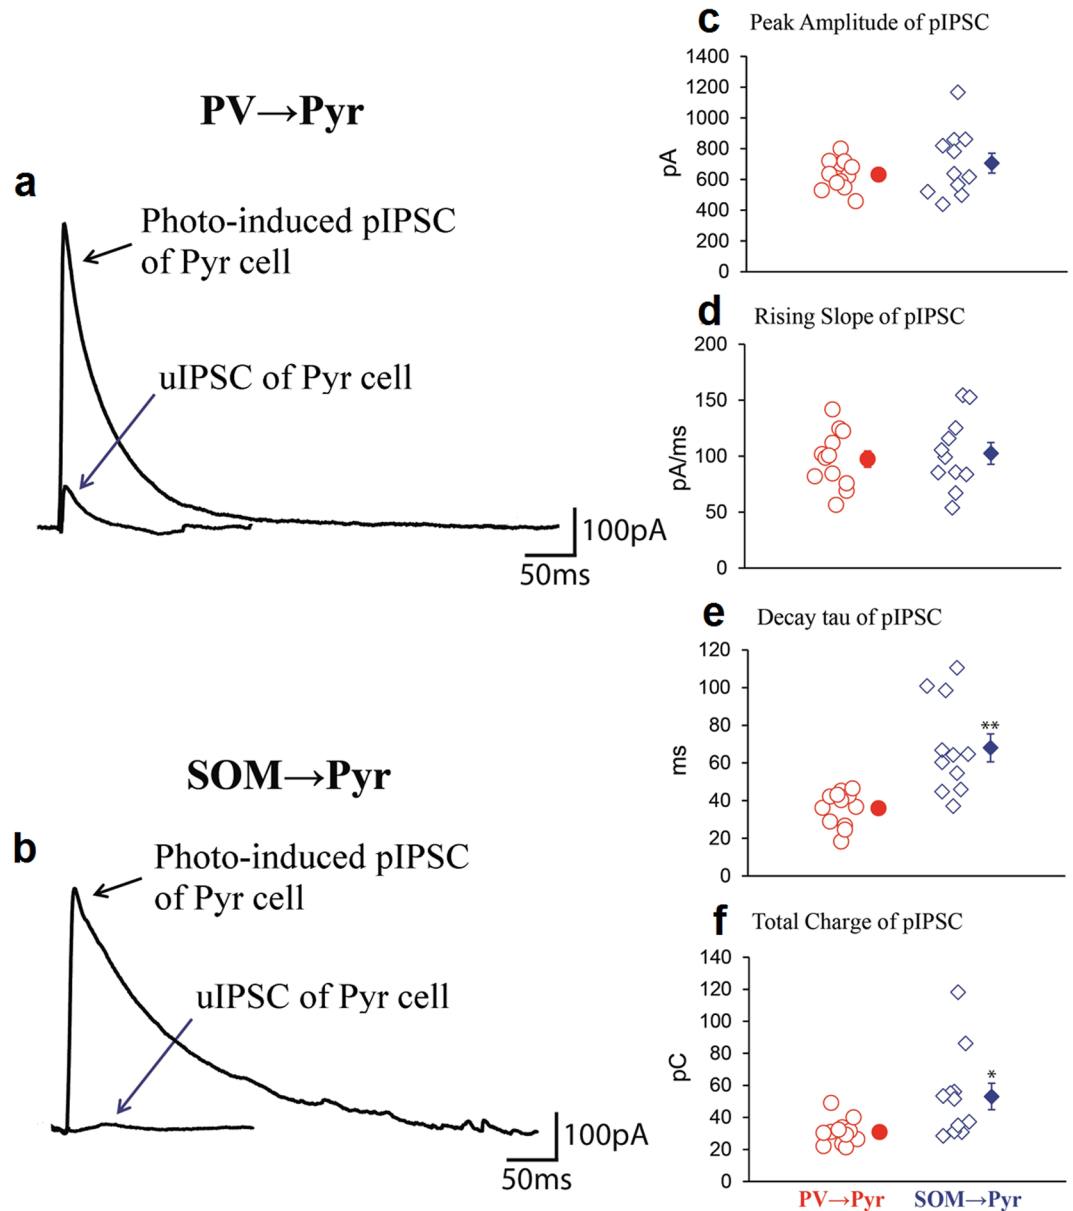 PV→Pyr
a
Photo-induced pIPSC
of Pyr cell
uIPSC of Pyr cell
100pA
50ms
SOM→Pyr
b
Photo-induced pIPSC
of Pyr cell
uIPSC of Pyr cell
100pA
50ms
c Peak Amplitude of pIPSC
1400
1200
1000
800
600
400
200
0
pA
d Rising Slope of pIPSC
200
150
100
50
0
pA/ms
e Decay tau of pIPSC
120
100
80
60
40
20
0
ms
**
f Total Charge of pIPSC
140
120
100
80
60
40
20
0
pC
*
PV→Pyr SOM→Pyr